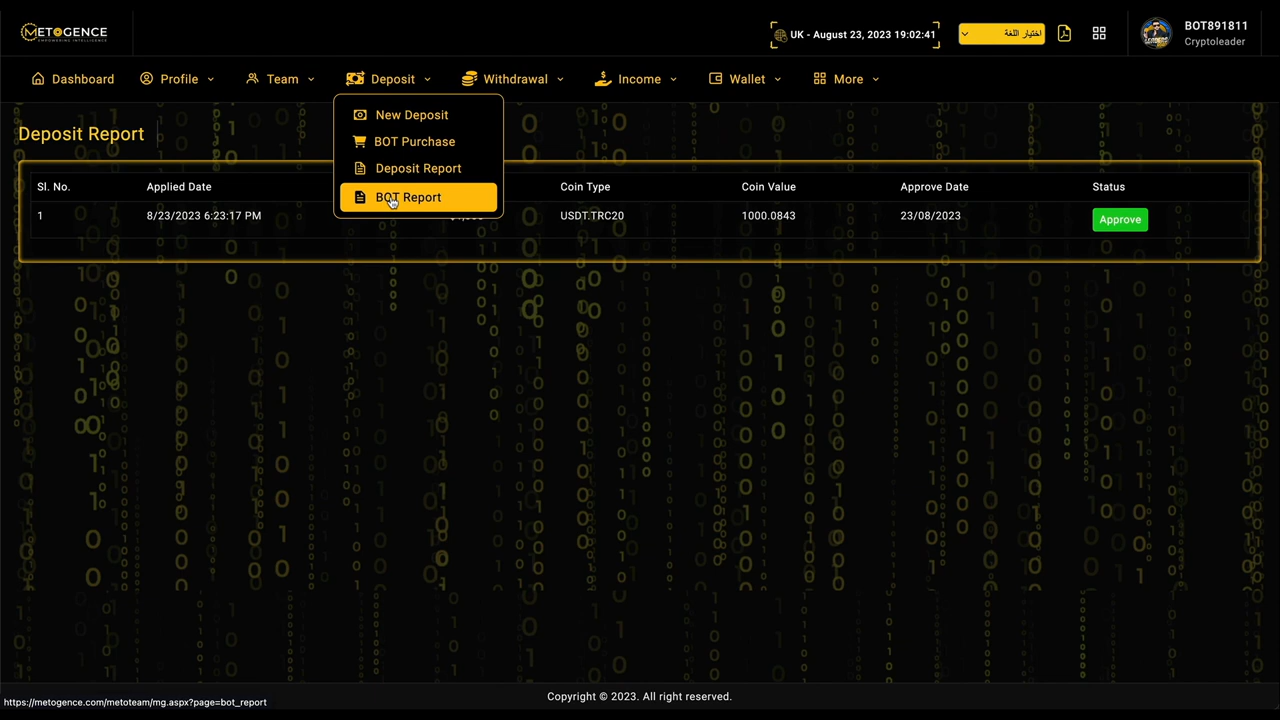 METOGENCE
EMPOWERING INTELLIGENCE
UK - August 23, 2023 19:02:41
اختيار اللغة
BOT891811
Cryptoleader
Dashboard
Profile
Team
Deposit
Withdrawal
Income
Wallet
More
New Deposit
BOT Purchase
Deposit Report
BOT Report
Deposit Report
Sl. No.
Applied Date
Coin Type
Coin Value
Approve Date
Status
1
8/23/2023 6:23:17 PM
USDT.TRC20
1000.0843
23/08/2023
Approve
Copyright © 2023. All right reserved.
https://metogence.com/metoteam/mg.aspx?page=bot_report